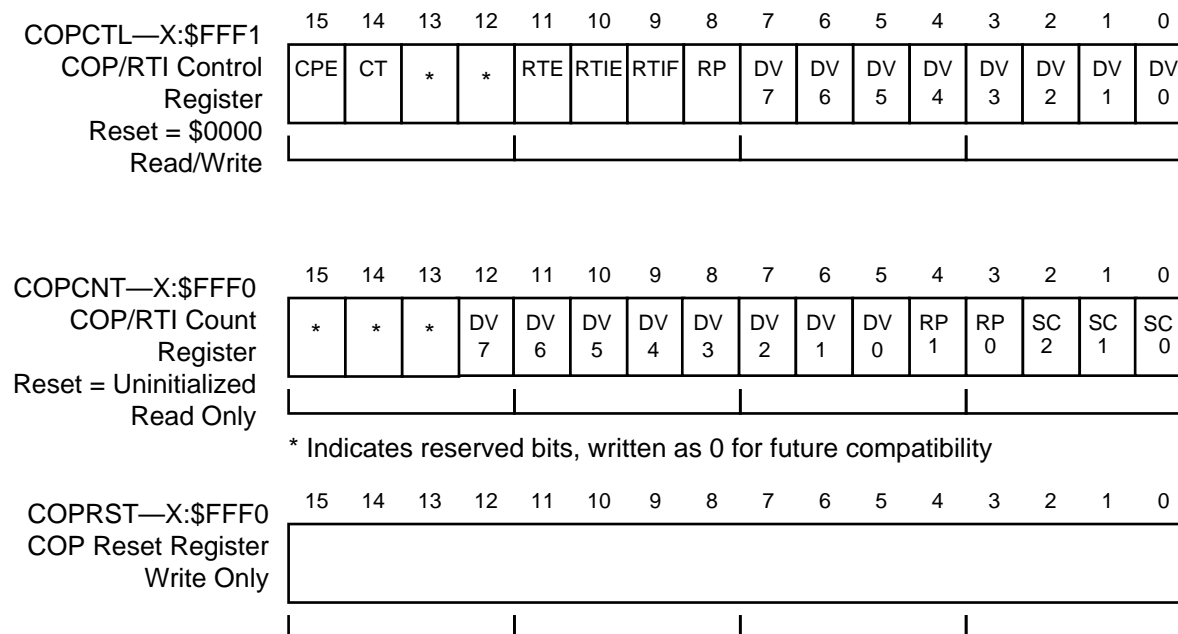 15 14 13 12 11 10 9 8 7 6 5 4 3 2 1 0
COPCTL—X:$FFF1
COP/RTI Control
Register
Reset = $0000
Read/Write
CPE CT * * RTE RTIE RTIF RP DV DV DV DV DV DV DV DV
7 6 5 4 3 2 1 0
15 14 13 12 11 10 9 8 7 6 5 4 3 2 1 0
COPCNT—X:$FFF0
COP/RTI Count
Register
Reset = Uninitialized
Read Only
* * * DV DV DV DV DV DV DV DV RP RP SC SC SC
7 6 5 4 3 2 1 0 1 0 2 1 0
* Indicates reserved bits, written as 0 for future compatibility
15 14 13 12 11 10 9 8 7 6 5 4 3 2 1 0
COPRST—X:$FFF0
COP Reset Register
Write Only